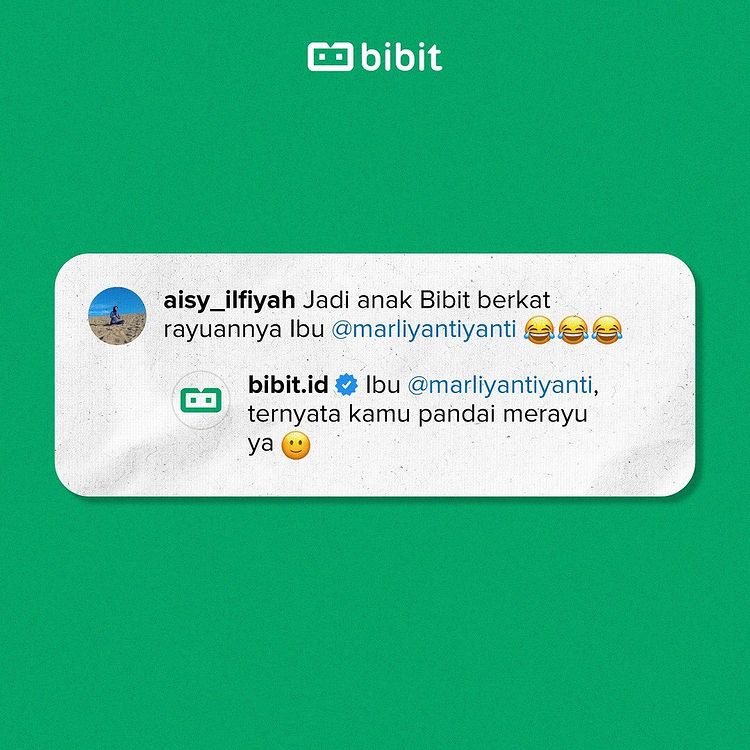 bibit
aisy_ilfiyah Jadi anak Bibit berkat
rayuannya Ibu @marliyantiyanti 😂😂😂
bibit.id Ibu @marliyantiyanti,
ternyata kamu pandai merayu
ya 🙂